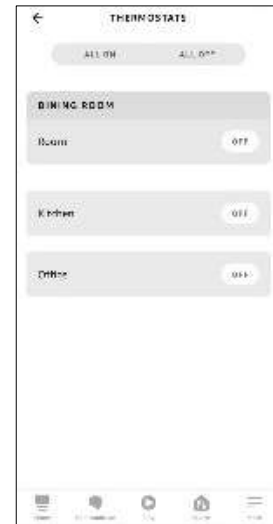 THERMOSTATS
ALL ON ALL OFF
DINING ROOM
Room OFF
Kitchen OFF
Office OFF